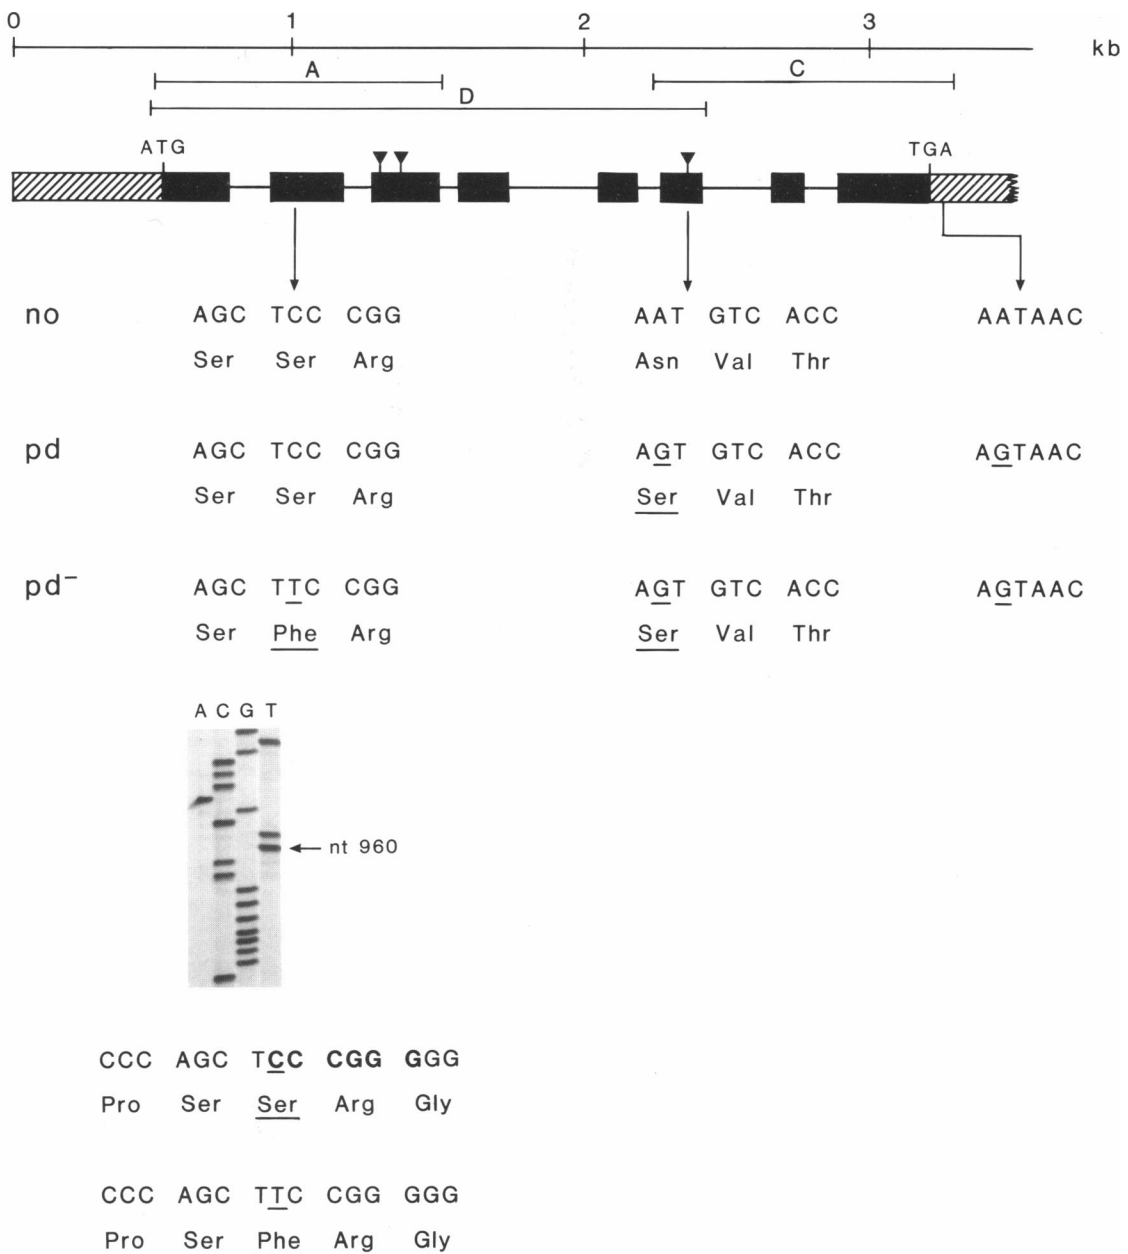 0 1 2 3 kb
A C
D
ATG TGA
no AGC TCC CGG AAT GTC ACC AATAAC
Ser Ser Arg Asn Val Thr
pd AGC TCC CGG AGT GTC ACC AGTAAC
Ser Ser Arg Ser Val Thr
pd⁻ AGC TTC CGG AGT GTC ACC AGTAAC
Ser Phe Arg Ser Val Thr
A C G T
nt 960
CCC AGC TCC CGG GGG
Pro Ser Ser Arg Gly
CCC AGC TTC CGG GGG
Pro Ser Phe Arg Gly